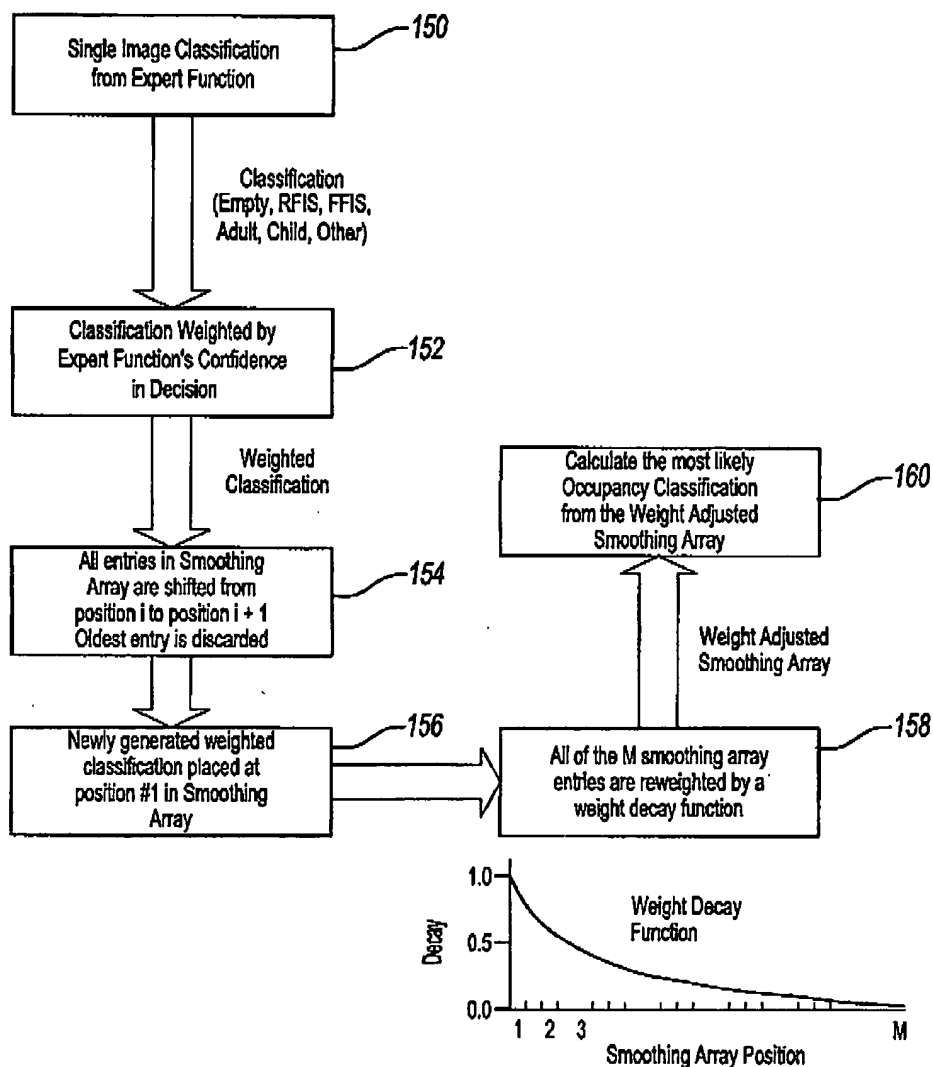 150
Single Image Classification
from Expert Function
Classification
(Empty, RFIS, FFIS,
Adult, Child, Other)
Classification Weighted by
Expert Function's Confidence
in Decision
152
Weighted
Classification
All entries in Smoothing
Array are shifted from
position i to position i + 1
Oldest entry is discarded
154
Newly generated weighted
classification placed at
position #1 in Smoothing
Array
156
Calculate the most likely
Occupancy Classification
from the Weight Adjusted
Smoothing Array
160
Weight Adjusted
Smoothing Array
All of the M smoothing array
entries are reweighted by a
weight decay function
158
1.0
0.5
0.0
Decay
Weight Decay
Function
1 2 3 M
Smoothing Array Position